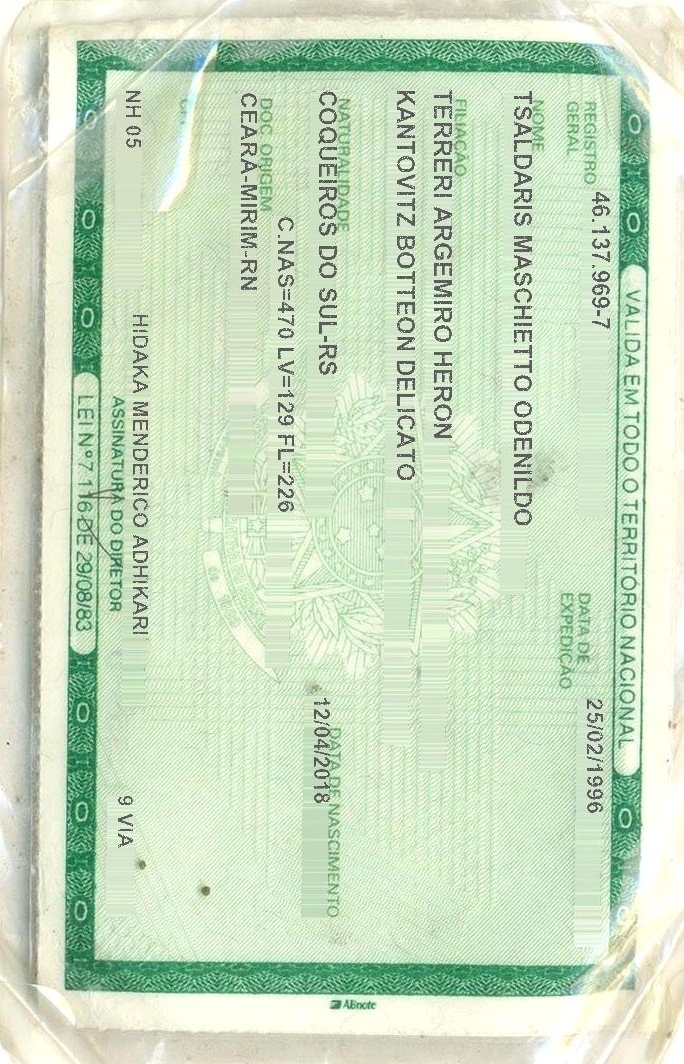 VALIDA EM TODO O TERRITÓRIO NACIONAL
REGISTRO GERAL 46.137.969-7 DATA DE EXPEDIÇÃO 25/02/1996
NOME
TSALDARIS MASCHIETTO ODENILDO
FILIAÇÃO
TERRERI ARGEMIRO HERON
KANTOVITZ BOTTEON DELICATO
NATURALIDADE DATA DE NASCIMENTO
COQUEIROS DO SUL-RS 12/04/2018
C.NAS=470 LV=129 FL=226
DOC. ORIGEM
CEARÁ-MIRIM-RN
NH 05 HIDAKA MENDERICO ADHIKARI 9 VIA
ASSINATURA DO DIRETOR
LEI Nº 7.116 DE 29/08/83
ABnote